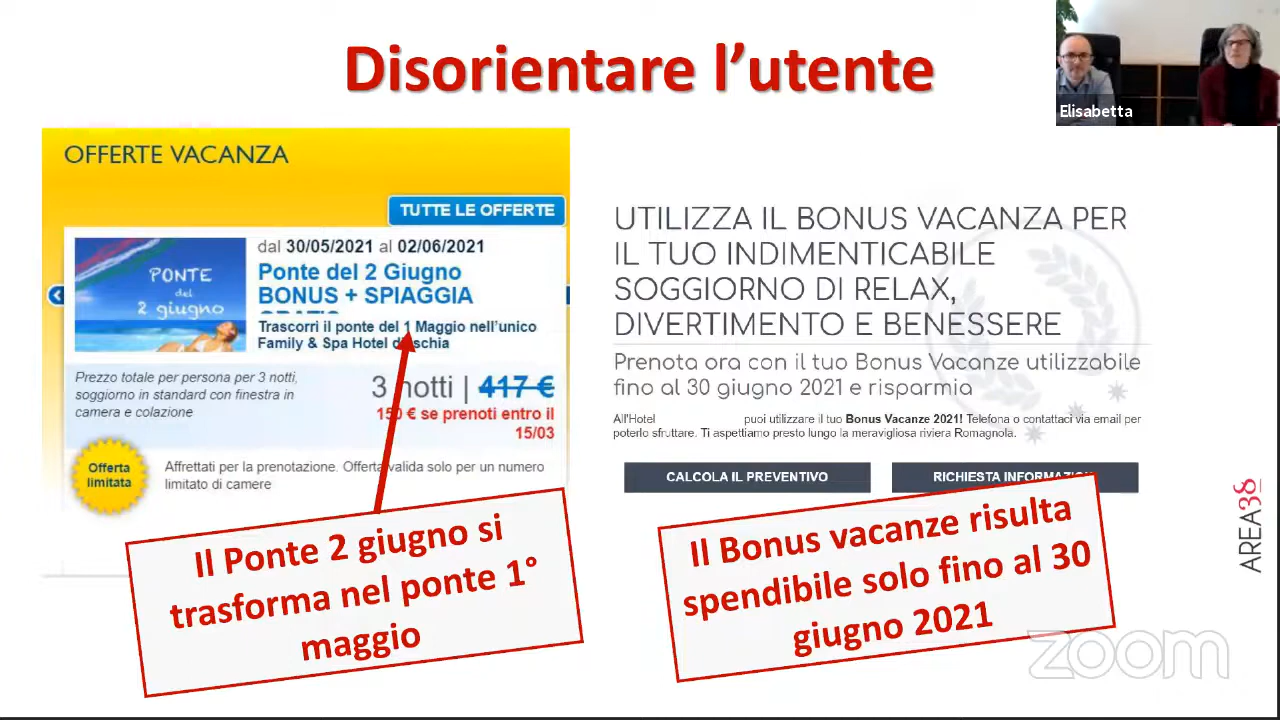 Disorientare l’utente
Elisabetta
OFFERTE VACANZA
TUTTE LE OFFERTE
PONTE
del
2 giugno
dal 30/05/2021 al 02/06/2021
Ponte del 2 Giugno
BONUS + SPIAGGIA
Trascorri il ponte del 1 Maggio nell'unico
Family & Spa Hotel di Ischia
Prezzo totale per persona per 3 notti,
soggiorno in standard con finestra in
camera e colazione
3 notti | 417 €
150 € se prenoti entro il
15/03
Offerta
limitata
Affrettati per la prenotazione. Offerta valida solo per un numero
limitato di camere
Il Ponte 2 giugno si
trasforma nel ponte 1°
maggio
UTILIZZA IL BONUS VACANZA PER
IL TUO INDIMENTICABILE
SOGGIORNO DI RELAX,
DIVERTIMENTO E BENESSERE
Prenota ora con il tuo Bonus Vacanze utilizzabile
fino al 30 giugno 2021 e risparmia
All'Hotel puoi utilizzare il tuo Bonus Vacanze 2021! Telefona o contattaci via email per
poterlo sfruttare. Ti aspettiamo presto lungo la meravigliosa riviera Romagnola.
CALCOLA IL PREVENTIVO
RICHIESTA INFORMAZIONI
Il Bonus vacanze risulta
spendibile solo fino al 30
giugno 2021
AREA38
zoom